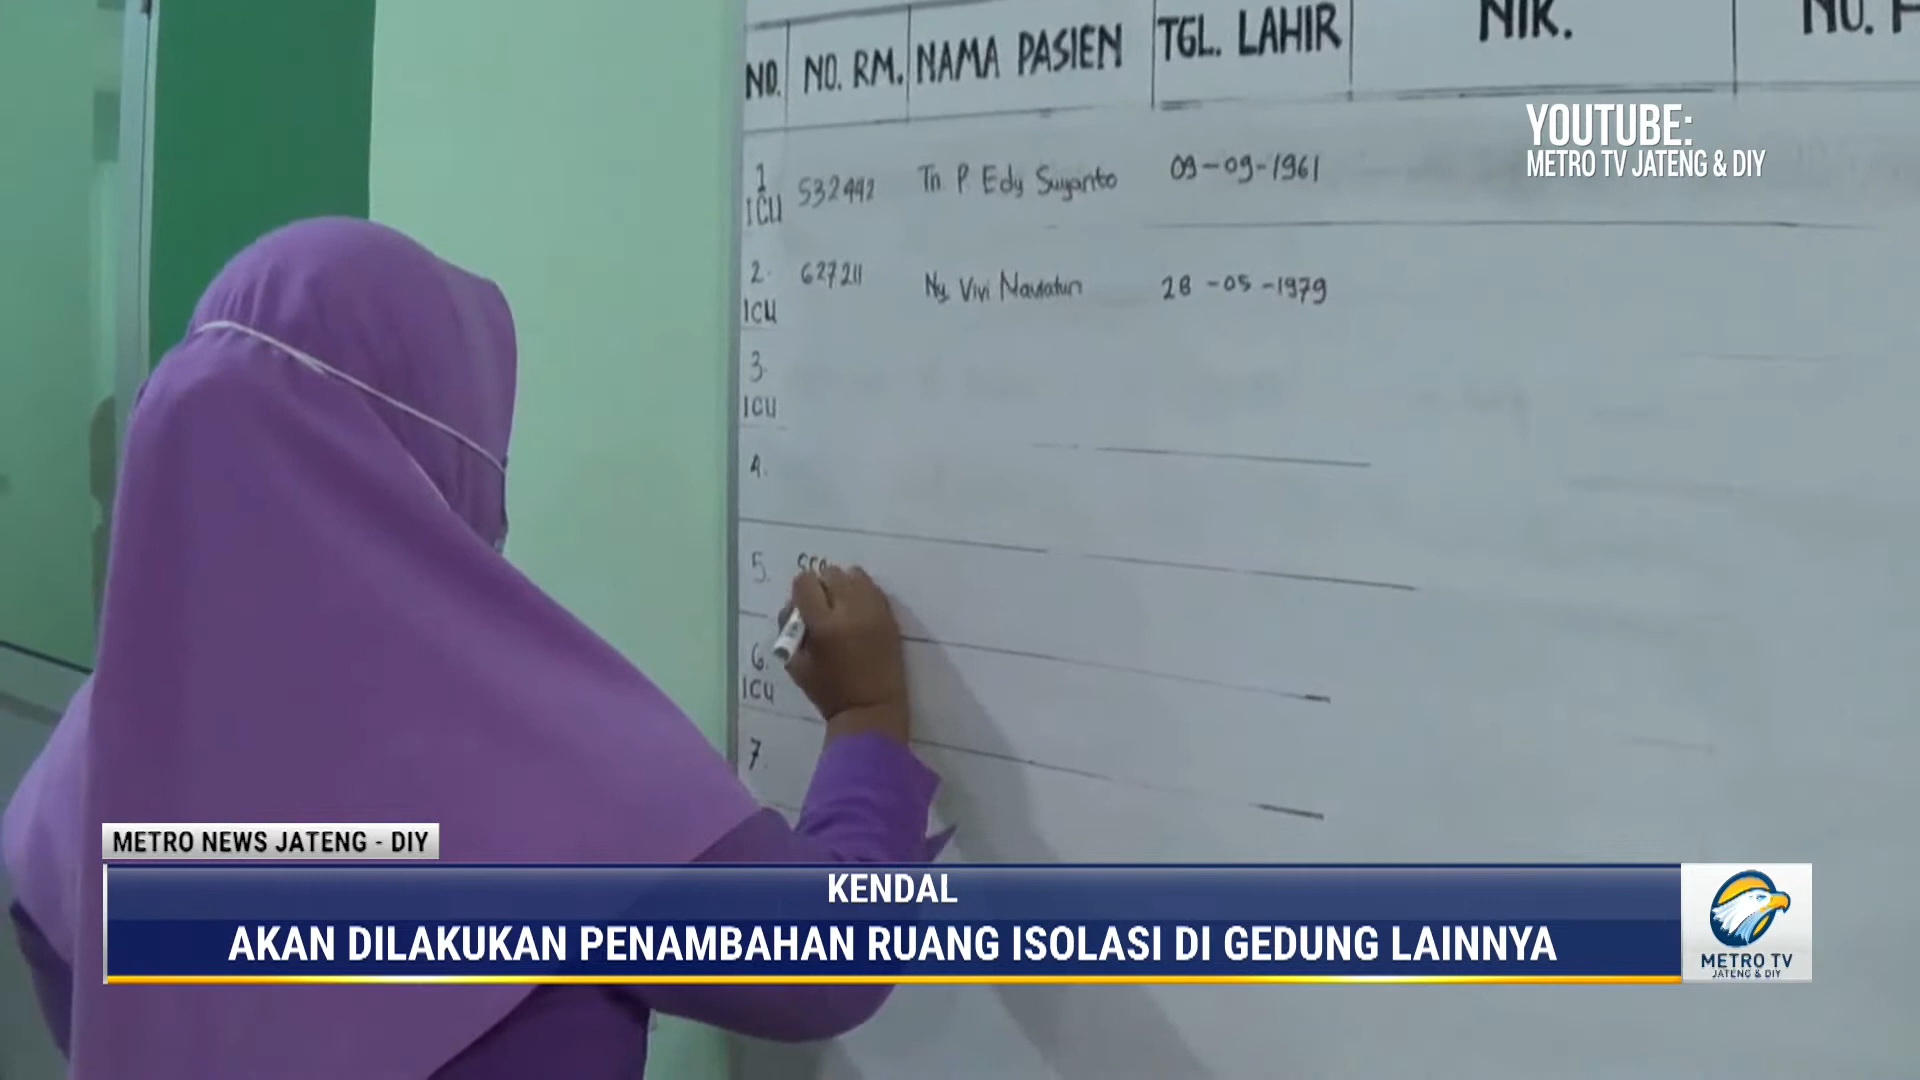 NO. NO. RM. NAMA PASIEN TGL. LAHIR NIK.
YOUTUBE:
METRO TV JATENG & DIY
1 ICU 532442 Tn P. Edy Suyanto 09-09-1961
2. ICU 627211 Ny. Vivi 28-05-1979
3. ICU
4.
5.
6. ICU
7.
METRO NEWS JATENG - DIY
KENDAL
AKAN DILAKUKAN PENAMBAHAN RUANG ISOLASI DI GEDUNG LAINNYA
METRO TV
JATENG & DIY